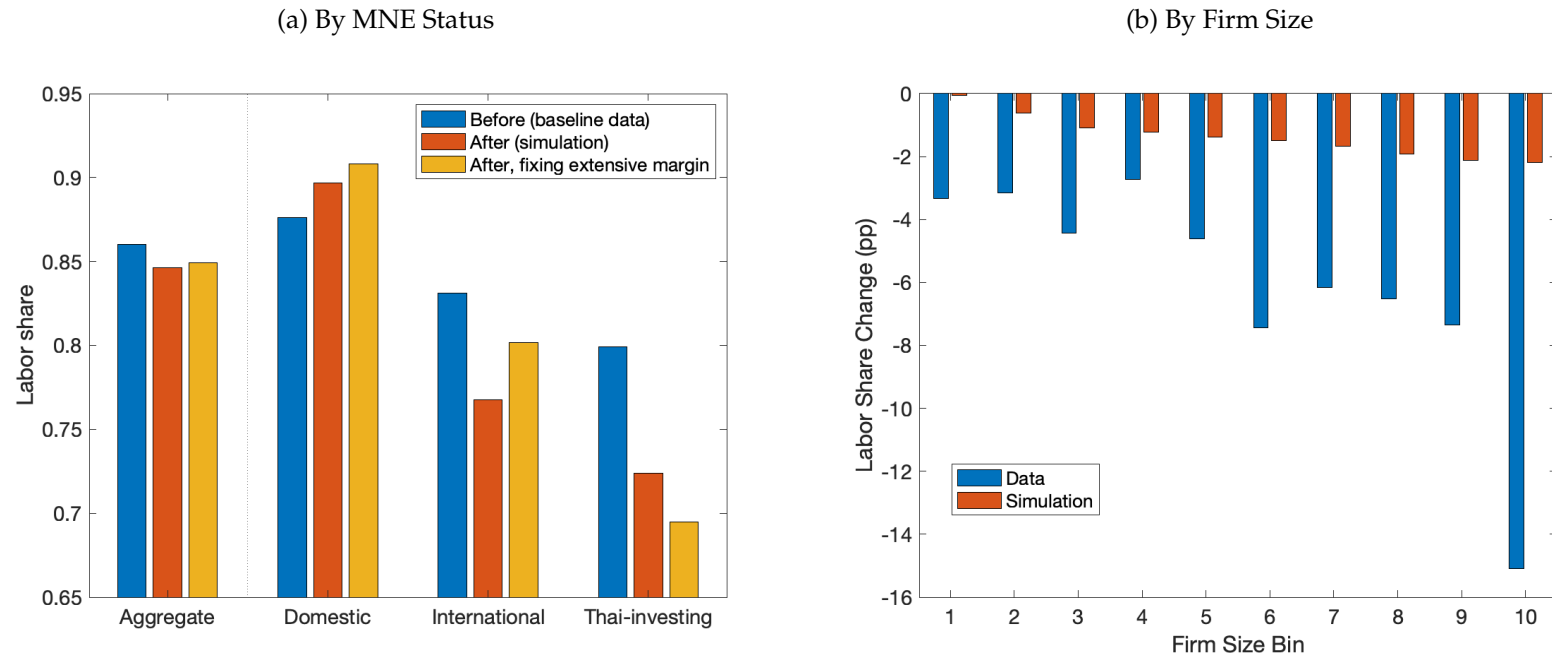 (a) By MNE Status
(b) By Firm Size
0.95
0.9
0.85
0.8
0.75
0.7
0.65
Labor share
Before (baseline data)
After (simulation)
After, fixing extensive margin
Aggregate Domestic International Thai-investing
0
-2
-4
-6
-8
-10
-12
-14
-16
Labor Share Change (pp)
Data
Simulation
1 2 3 4 5 6 7 8 9 10
Firm Size Bin